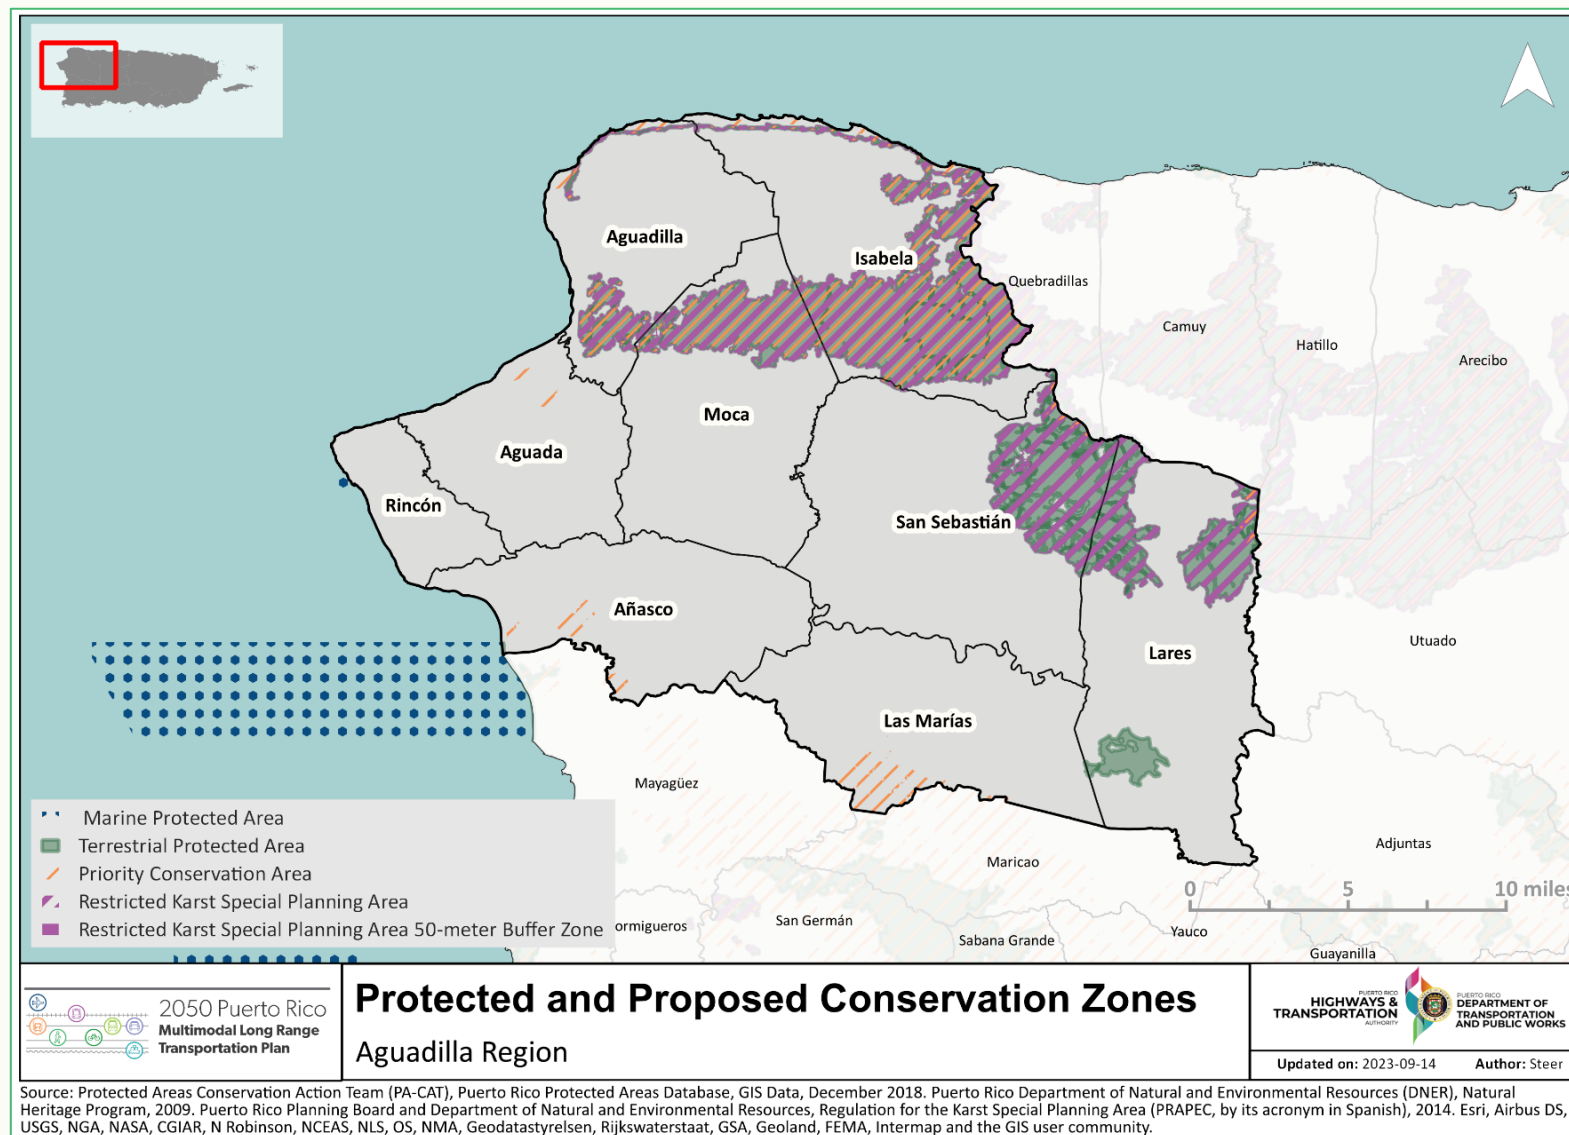 Aguadilla
Isabela
Quebradillas
Camuy
Hatillo
Arecibo
Moca
Aguada
Rincón
San Sebastián
Añasco
Utuado
Lares
Las Marías
Mayagüez
Maricao
Adjuntas
ormigueros
San Germán
Sabana Grande
Yauco
Guayanilla
0 5 10 miles
Marine Protected Area
Terrestrial Protected Area
Priority Conservation Area
Restricted Karst Special Planning Area
Restricted Karst Special Planning Area 50-meter Buffer Zone
2050 Puerto Rico
Multimodal Long Range
Transportation Plan
Protected and Proposed Conservation Zones
Aguadilla Region
PUERTO RICO
HIGHWAYS &
TRANSPORTATION
AUTHORITY
PUERTO RICO
DEPARTMENT OF
TRANSPORTATION
AND PUBLIC WORKS
Updated on: 2023-09-14 Author: Steer
Source: Protected Areas Conservation Action Team (PA-CAT), Puerto Rico Protected Areas Database, GIS Data, December 2018. Puerto Rico Department of Natural and Environmental Resources (DNER), Natural
Heritage Program, 2009. Puerto Rico Planning Board and Department of Natural and Environmental Resources, Regulation for the Karst Special Planning Area (PRAPEC, by its acronym in Spanish), 2014. Esri, Airbus DS,
USGS, NGA, NASA, CGIAR, N Robinson, NCEAS, NLS, OS, NMA, Geodatastyrelsen, Rijkswaterstaat, GSA, Geoland, FEMA, Intermap and the GIS user community.